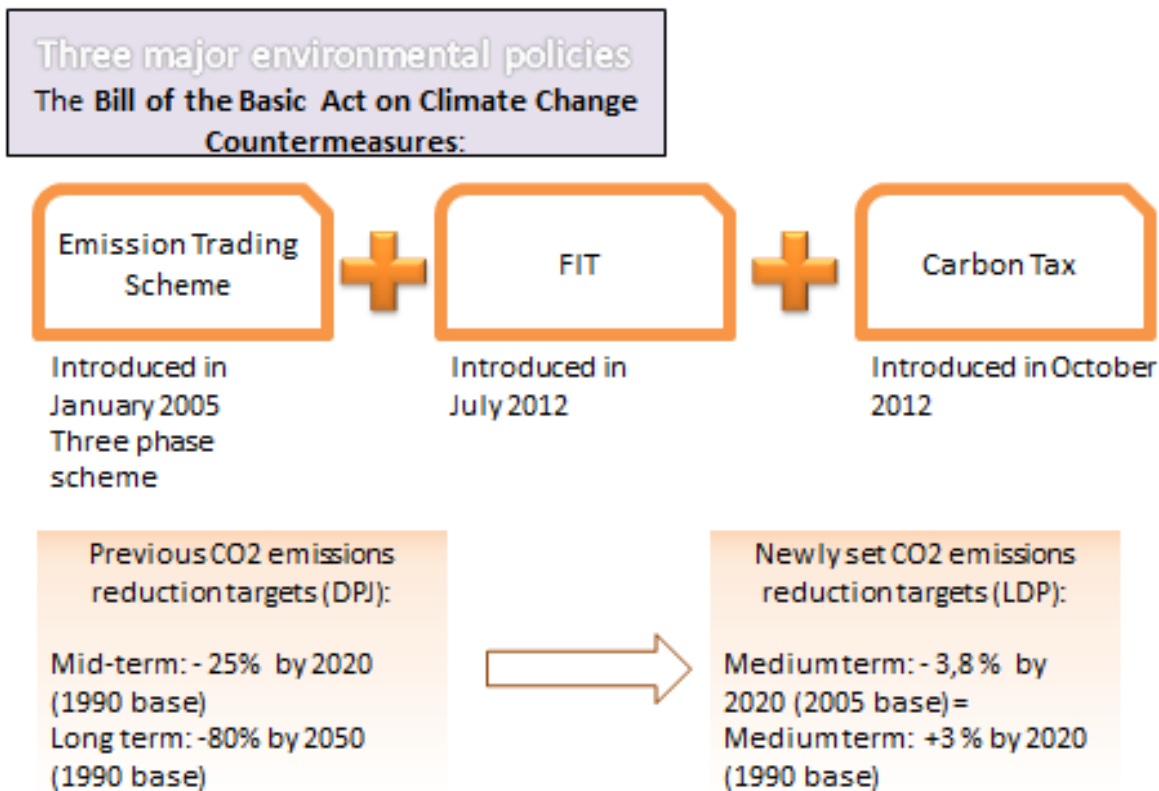 Three major environmental policies
The Bill of the Basic Act on Climate Change
Countermeasures:
Emission Trading
Scheme
FIT
Carbon Tax
Introduced in
January 2005
Three phase
scheme
Introduced in
July 2012
Introduced in October
2012
Previous CO2 emissions
reduction targets (DPJ):
Mid-term: - 25% by 2020
(1990 base)
Long term: -80% by 2050
(1990 base)
Newly set CO2 emissions
reduction targets (LDP):
Medium term: - 3,8 % by
2020 (2005 base) =
Medium term: +3 % by 2020
(1990 base)